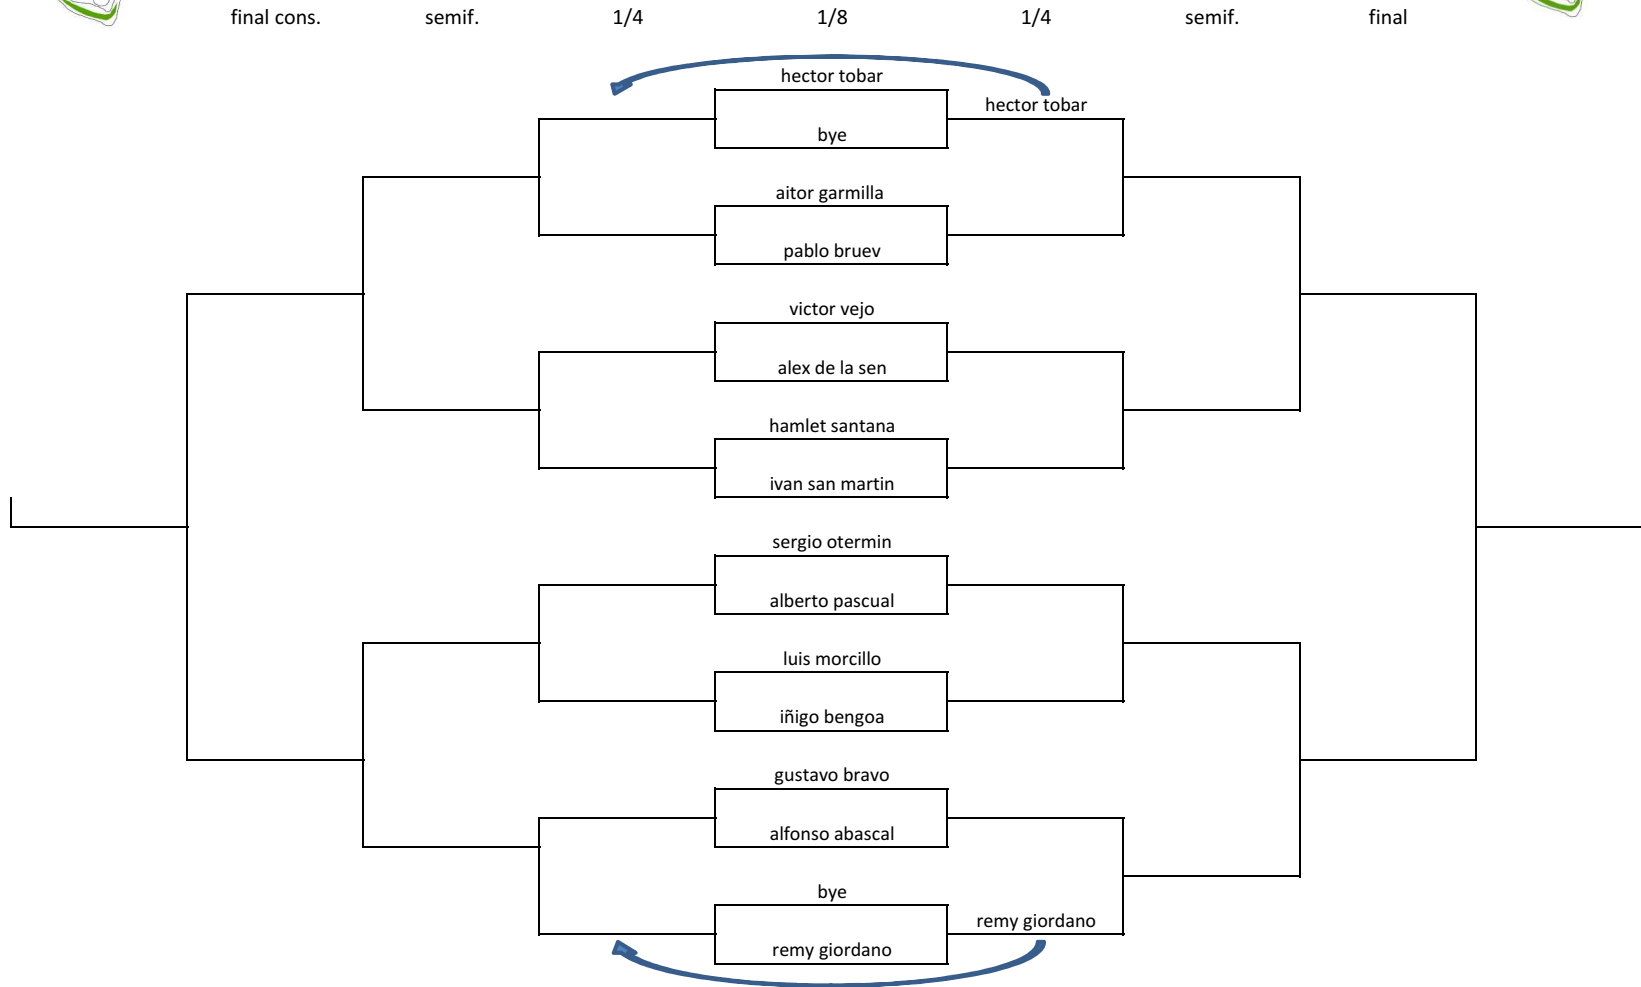 final cons. semif. 1/4 1/8 1/4 semif. final
hector tobar
hector tobar
bye
aitor garmilla
pablo bruev
victor vejo
alex de la sen
hamlet santana
ivan san martin
sergio otermin
alberto pascual
luis morcillo
iñigo bengoa
gustavo bravo
alfonso abascal
bye
remy giordano
remy giordano